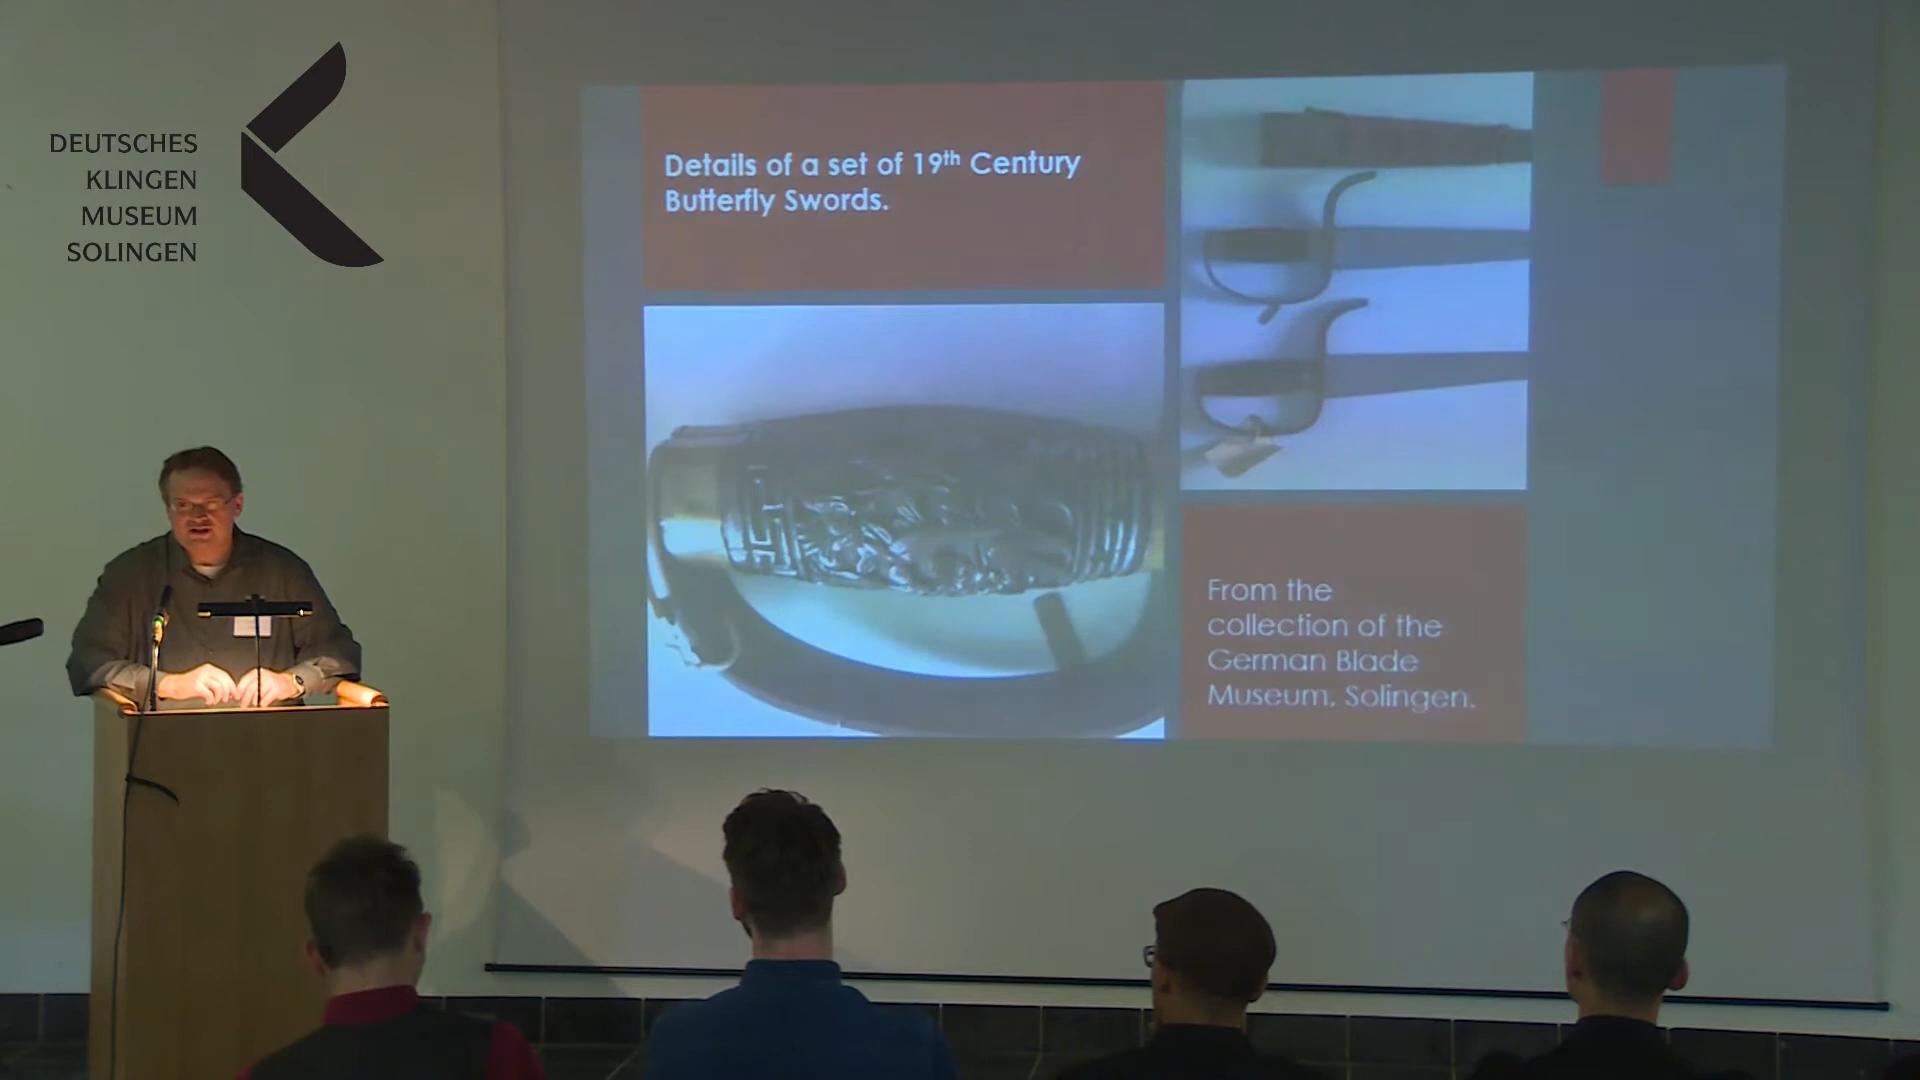 DEUTSCHES
KLINGEN
MUSEUM
SOLINGEN
Details of a set of 19th Century
Butterfly Swords.
From the
collection of the
German Blade
Museum, Solingen.